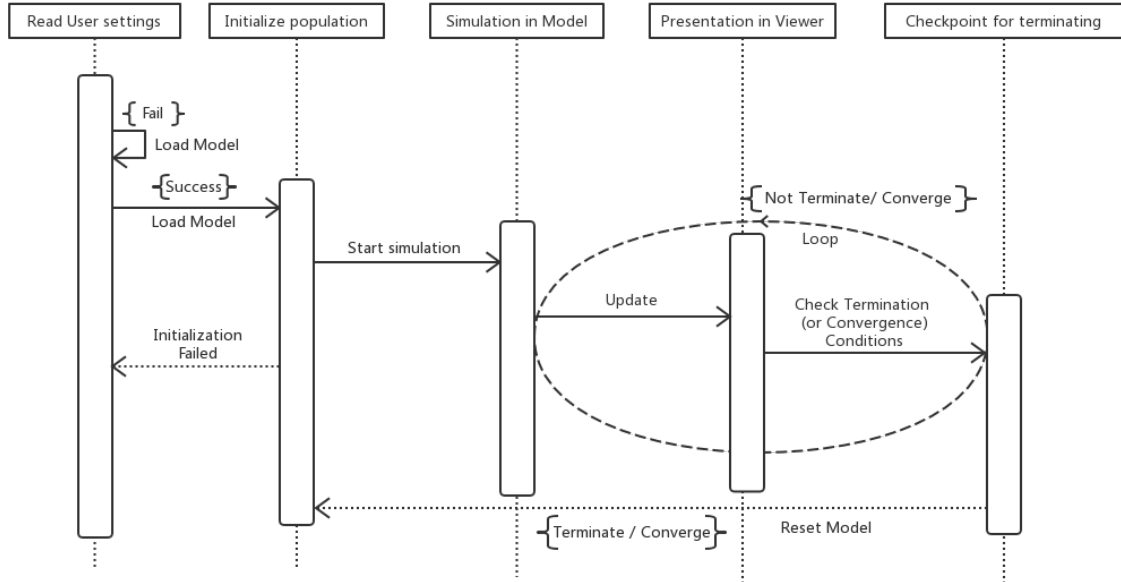 Read User settings
Initialize population
Simulation in Model
Presentation in Viewer
Checkpoint for terminating
{ Fail }
Load Model
{Success}
Load Model
{ Not Terminate/ Converge }
Loop
Start simulation
Update
Check Termination
(or Convergence)
Conditions
Initialization
Failed
{Terminate / Converge}
Reset Model